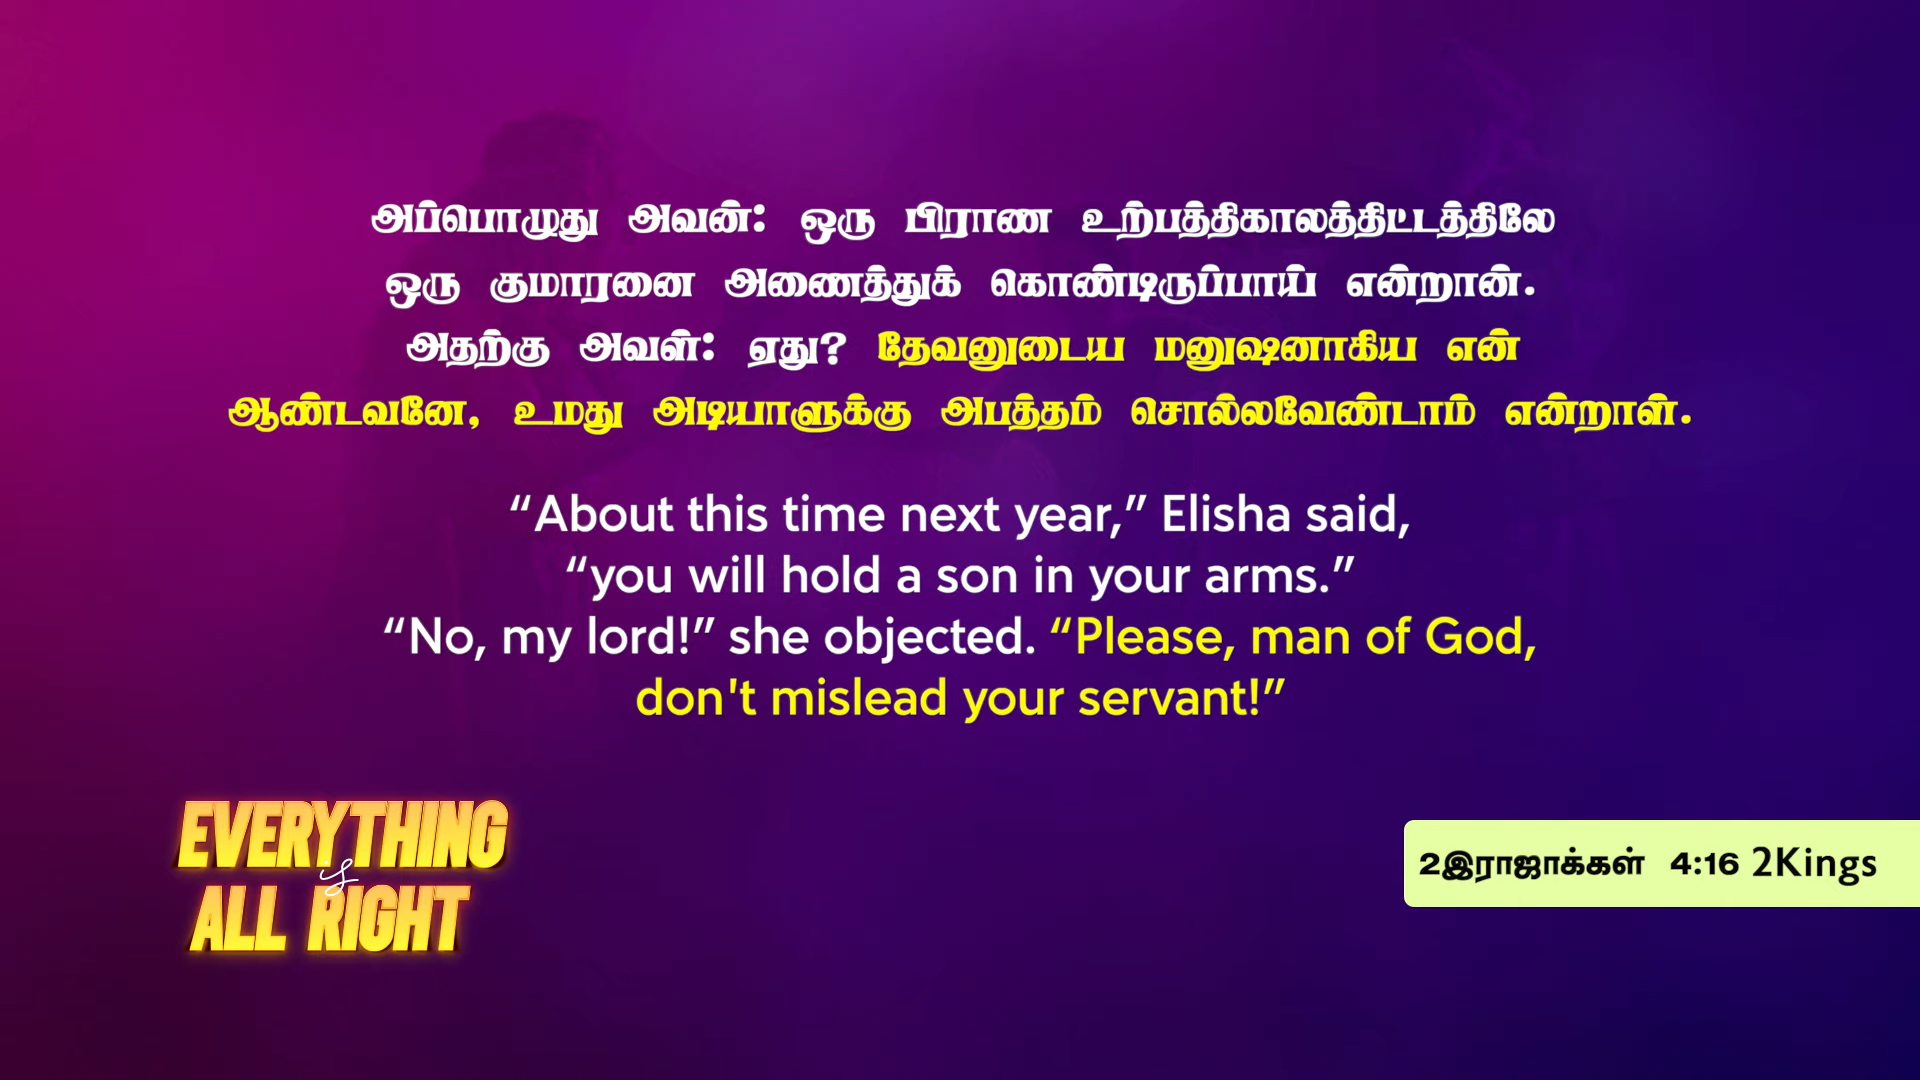 அப்பொழுது அவன்: ஒரு பிராண உற்பத்திகாலத்திட்டத்திலே
ஒரு குமாரனை அணைத்துக் கொண்டிருப்பாய் என்றான்.
அதற்கு அவள்: ஏது? தேவனுடைய மனுஷனாகிய என்
ஆண்டவனே, உமது அடியாளுக்கு அபத்தம் சொல்லவேண்டாம் என்றாள்.
“About this time next year,” Elisha said,
“you will hold a son in your arms.”
“No, my lord!” she objected. “Please, man of God,
don't mislead your servant!”
EVERYTHING
is
ALL RIGHT
2இராஜாக்கள் 4:16 2Kings